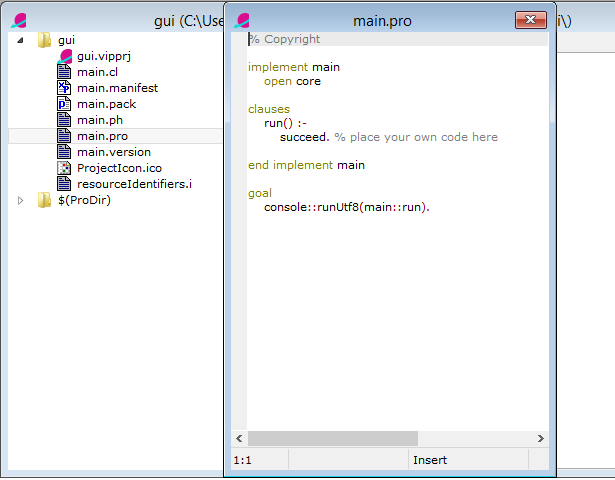 gui (C:\Use
main.pro
i\)
gui
gui.vipprj
main.cl
main.manifest
main.pack
main.ph
main.pro
main.version
ProjectIcon.ico
resourceIdentifiers.i
$(ProDir)
% Copyright
implement main
open core
clauses
run() :-
succeed. % place your own code here
end implement main
goal
console::runUtf8(main::run).
1:1
Insert